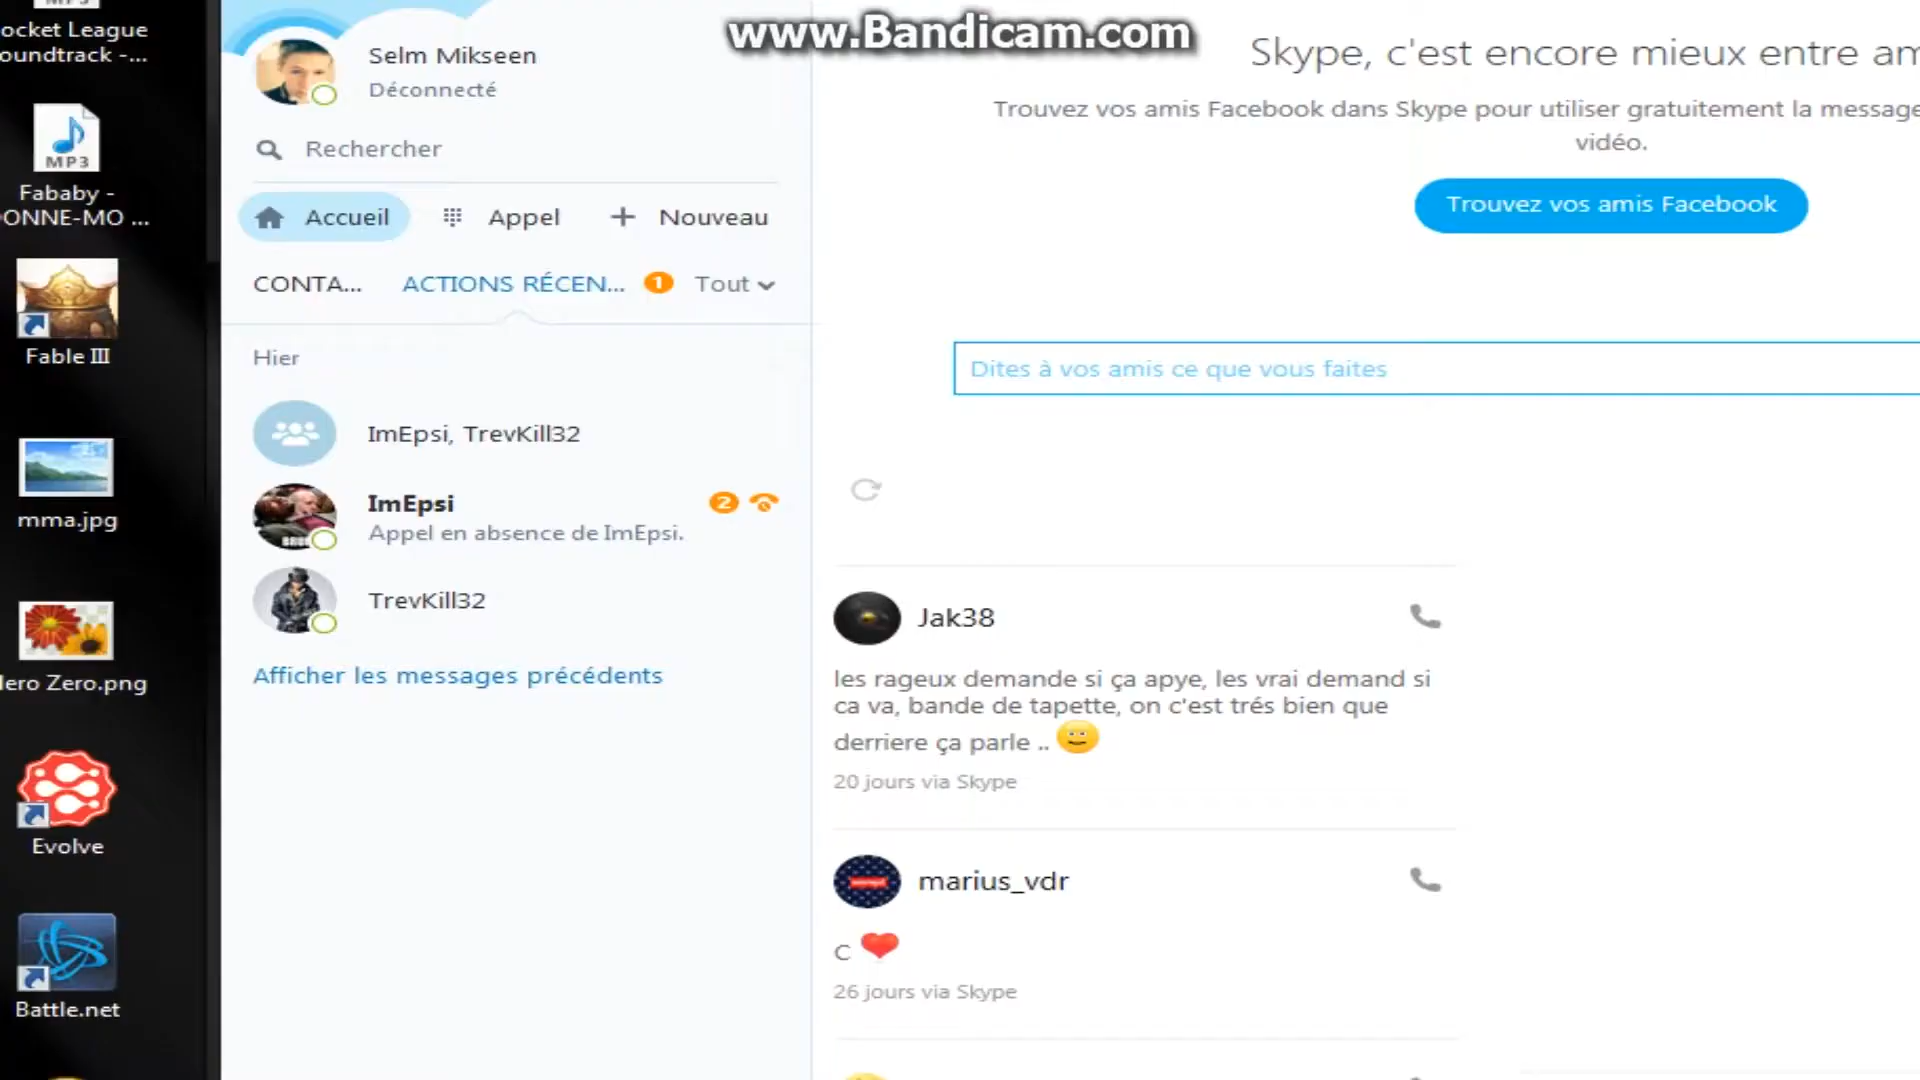 www.Bandicam.com
ocket League
oundtrack -...
MP3
Fababy -
ONNE-MO ...
Fable III
mma.jpg
ero Zero.png
Evolve
Battle.net
Selm Mikseen
Déconnecté
Rechercher
Accueil
Appel
Nouveau
CONTA...
ACTIONS RÉCEN...
1
Tout
Hier
ImEpsi, TrevKill32
ImEpsi
2
Appel en absence de ImEpsi.
TrevKill32
Afficher les messages précédents
Skype, c'est encore mieux entre am
Trouvez vos amis Facebook dans Skype pour utiliser gratuitement la message
vidéo.
Trouvez vos amis Facebook
Dites à vos amis ce que vous faites
Jak38
les rageux demande si ça apye, les vrai demand si
ca va, bande de tapette, on c'est trés bien que
derriere ça parle ..
20 jours via Skype
marius_vdr
C
26 jours via Skype